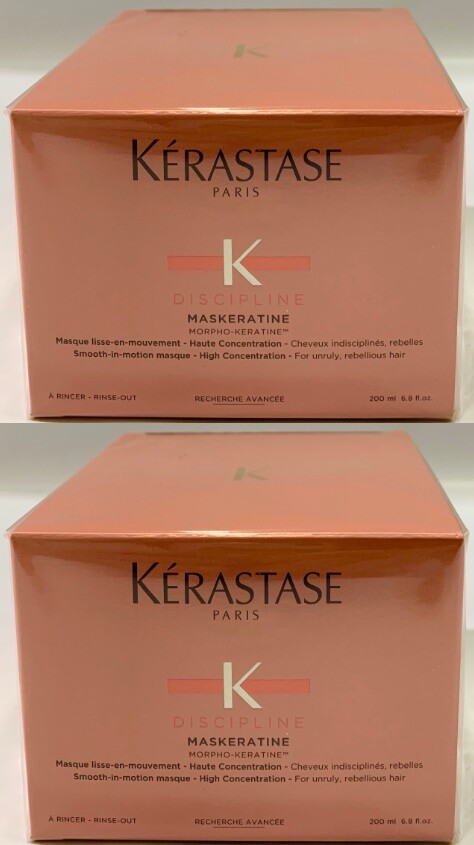 K
KÉRASTASE
PARIS
K
DISCIPLINE
MASKERATINE
MORPHO-KERATINE™
Masque lisse-en-mouvement - Haute Concentration - Cheveux indisciplinés, rebelles
Smooth-in-motion masque - High Concentration - For unruly, rebellious hair
À RINCER - RINSE-OUT RECHERCHE AVANCÉE 200 ml 6.8 fl.oz.
K
KÉRASTASE
PARIS
K
DISCIPLINE
MASKERATINE
MORPHO-KERATINE™
Masque lisse-en-mouvement - Haute Concentration - Cheveux indisciplinés, rebelles
Smooth-in-motion masque - High Concentration - For unruly, rebellious hair
À RINCER - RINSE-OUT RECHERCHE AVANCÉE 200 ml 6.8 fl.oz.